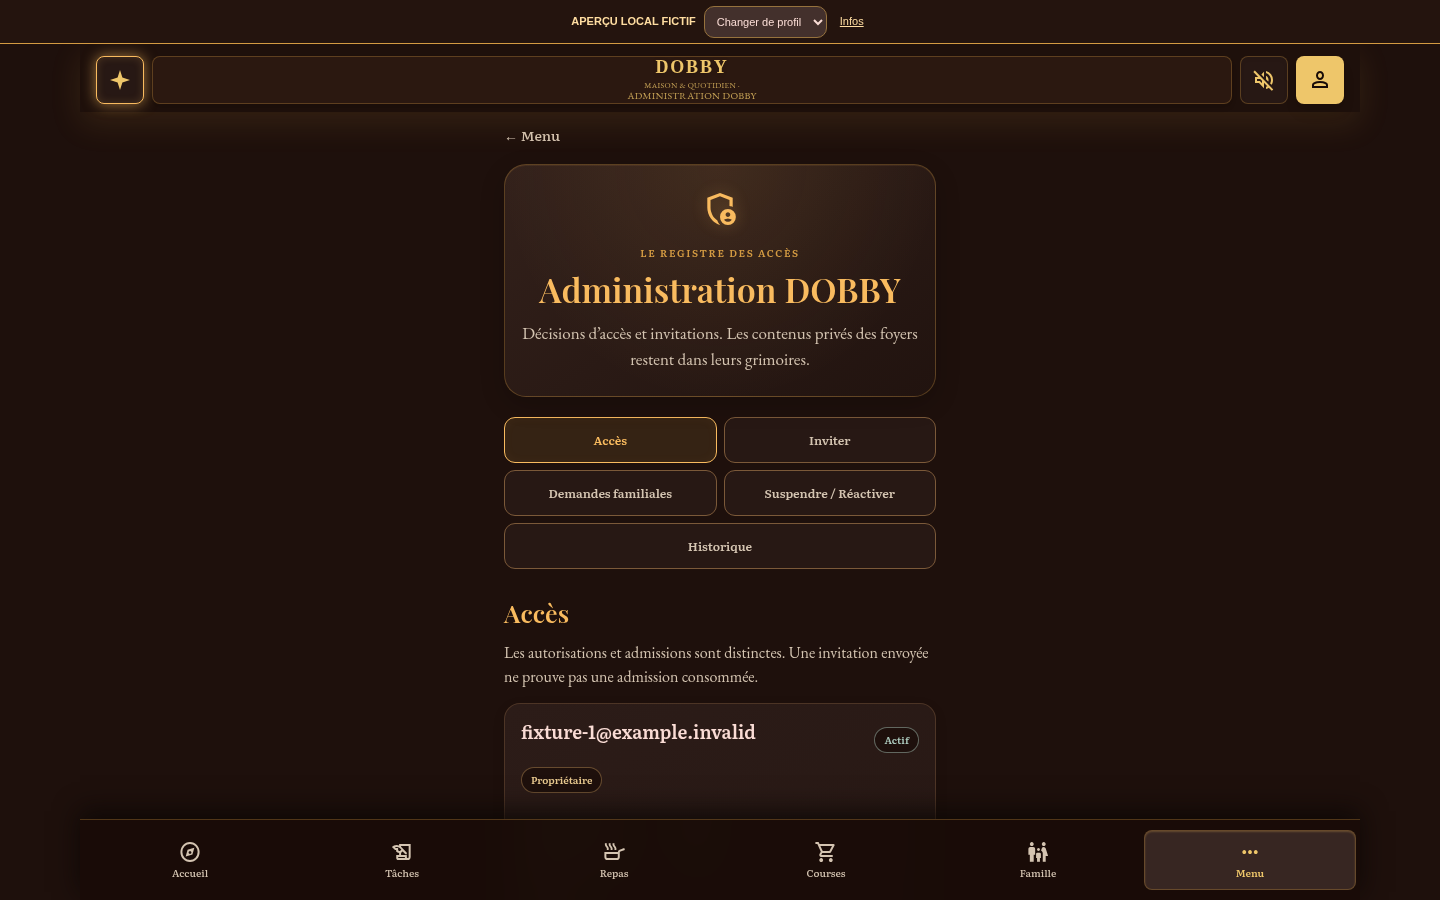 APERÇU LOCAL FICTIF Changer de profil Infos
DOBBY
MAISON & QUOTIDIEN ·
ADMINISTRATION DOBBY
← Menu
LE REGISTRE DES ACCÈS
Administration DOBBY
Décisions d’accès et invitations. Les contenus privés des foyers
restent dans leurs grimoires.
Accès Inviter
Demandes familiales Suspendre / Réactiver
Historique
Accès
Les autorisations et admissions sont distinctes. Une invitation envoyée
ne prouve pas une admission consommée.
fixture-1@example.invalid
Actif
Propriétaire
Accueil Tâches Repas Courses Famille Menu